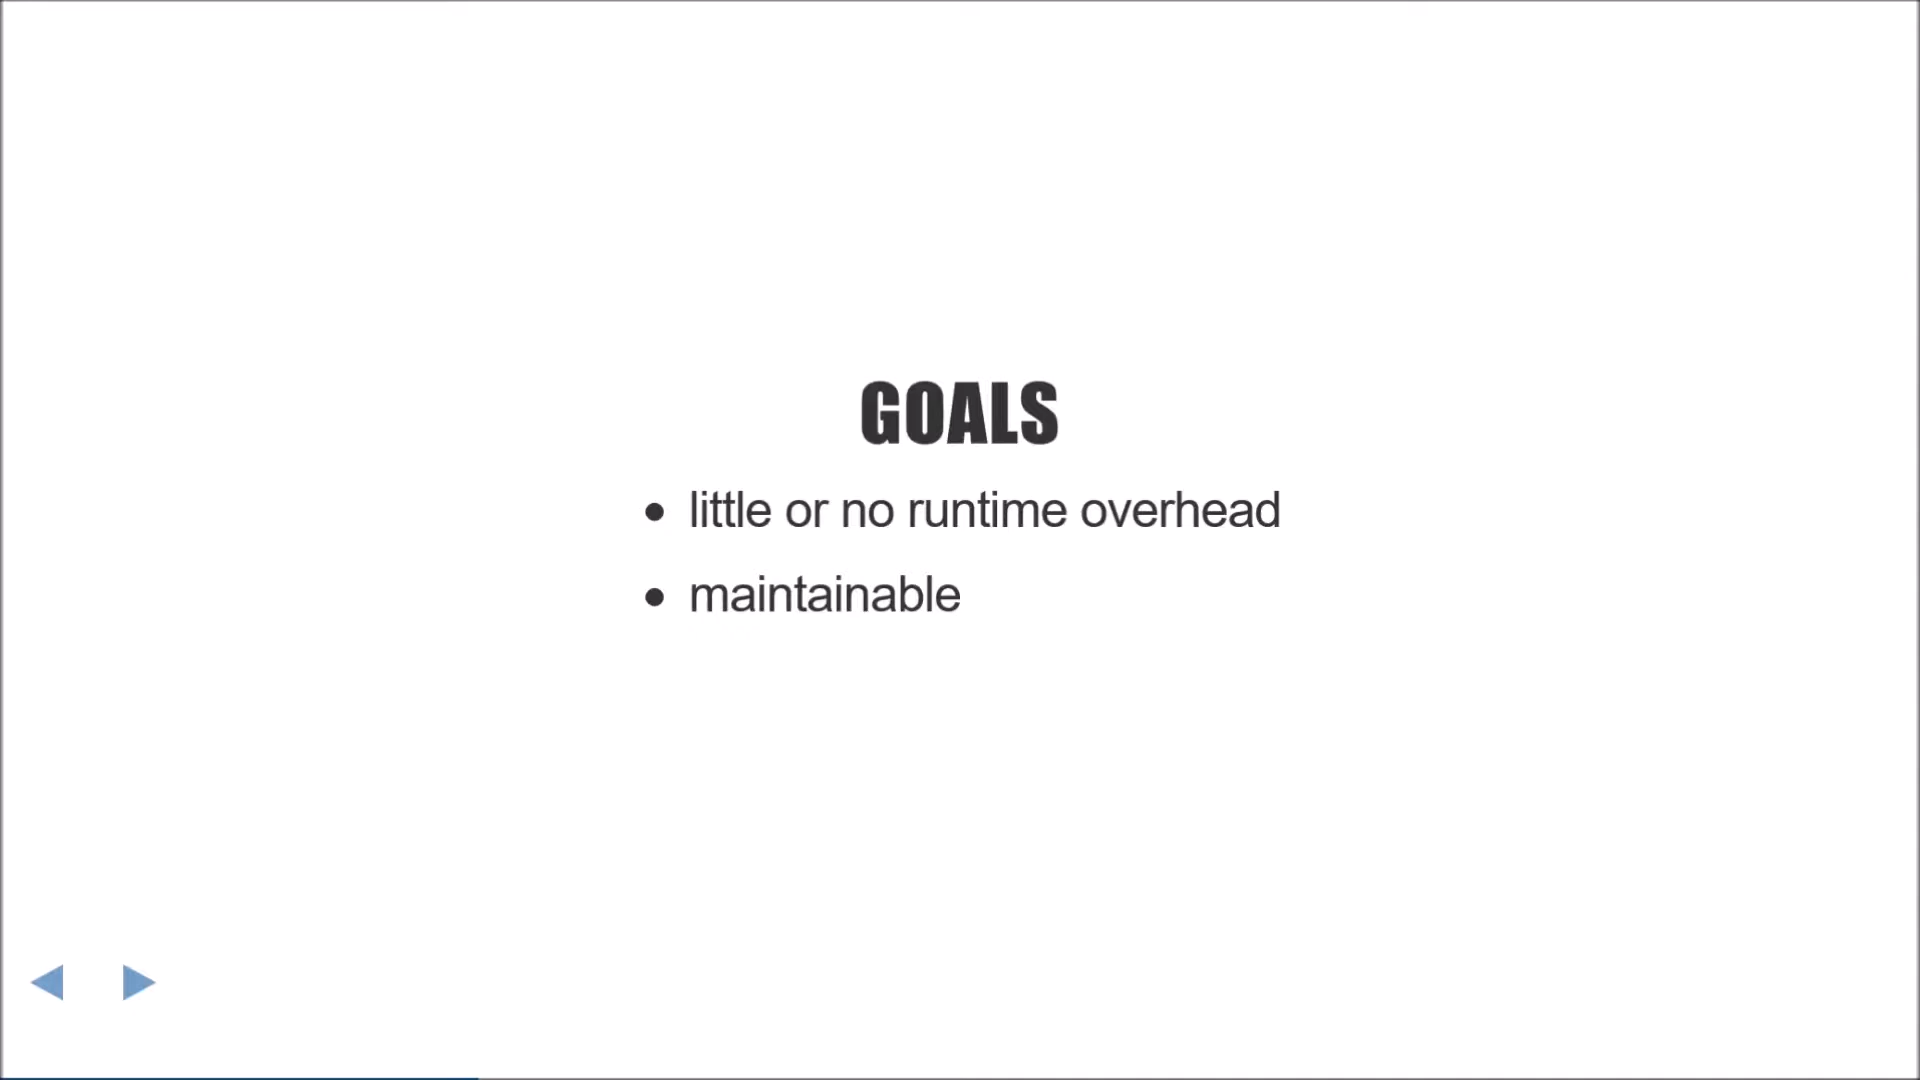 GOALS
• little or no runtime overhead
• maintainable